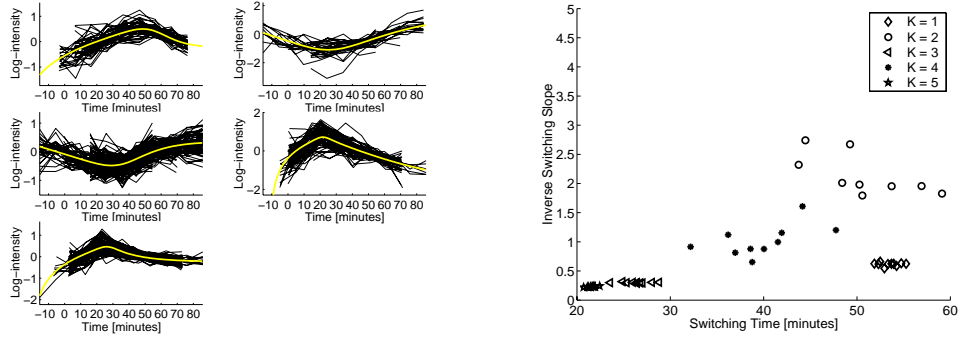 1
0
−1
Log−intensity
−10 0 10 20 30 40 50 60 70 80
Time [minutes]
2
0
−2
Log−intensity
−10 0 10 20 30 40 50 60 70 80
Time [minutes]
1
0
−1
Log−intensity
−10 0 10 20 30 40 50 60 70 80
Time [minutes]
2
0
−2
Log−intensity
−10 0 10 20 30 40 50 60 70 80 90
Time [minutes]
1
0
−1
−2
Log−intensity
−10 0 10 20 30 40 50 60 70 80
Time [minutes]
5
4.5
4
3.5
3
2.5
2
1.5
1
0.5
0
Inverse Switching Slope
20 30 40 50 60
Switching Time [minutes]
K = 1
K = 2
K = 3
K = 4
K = 5